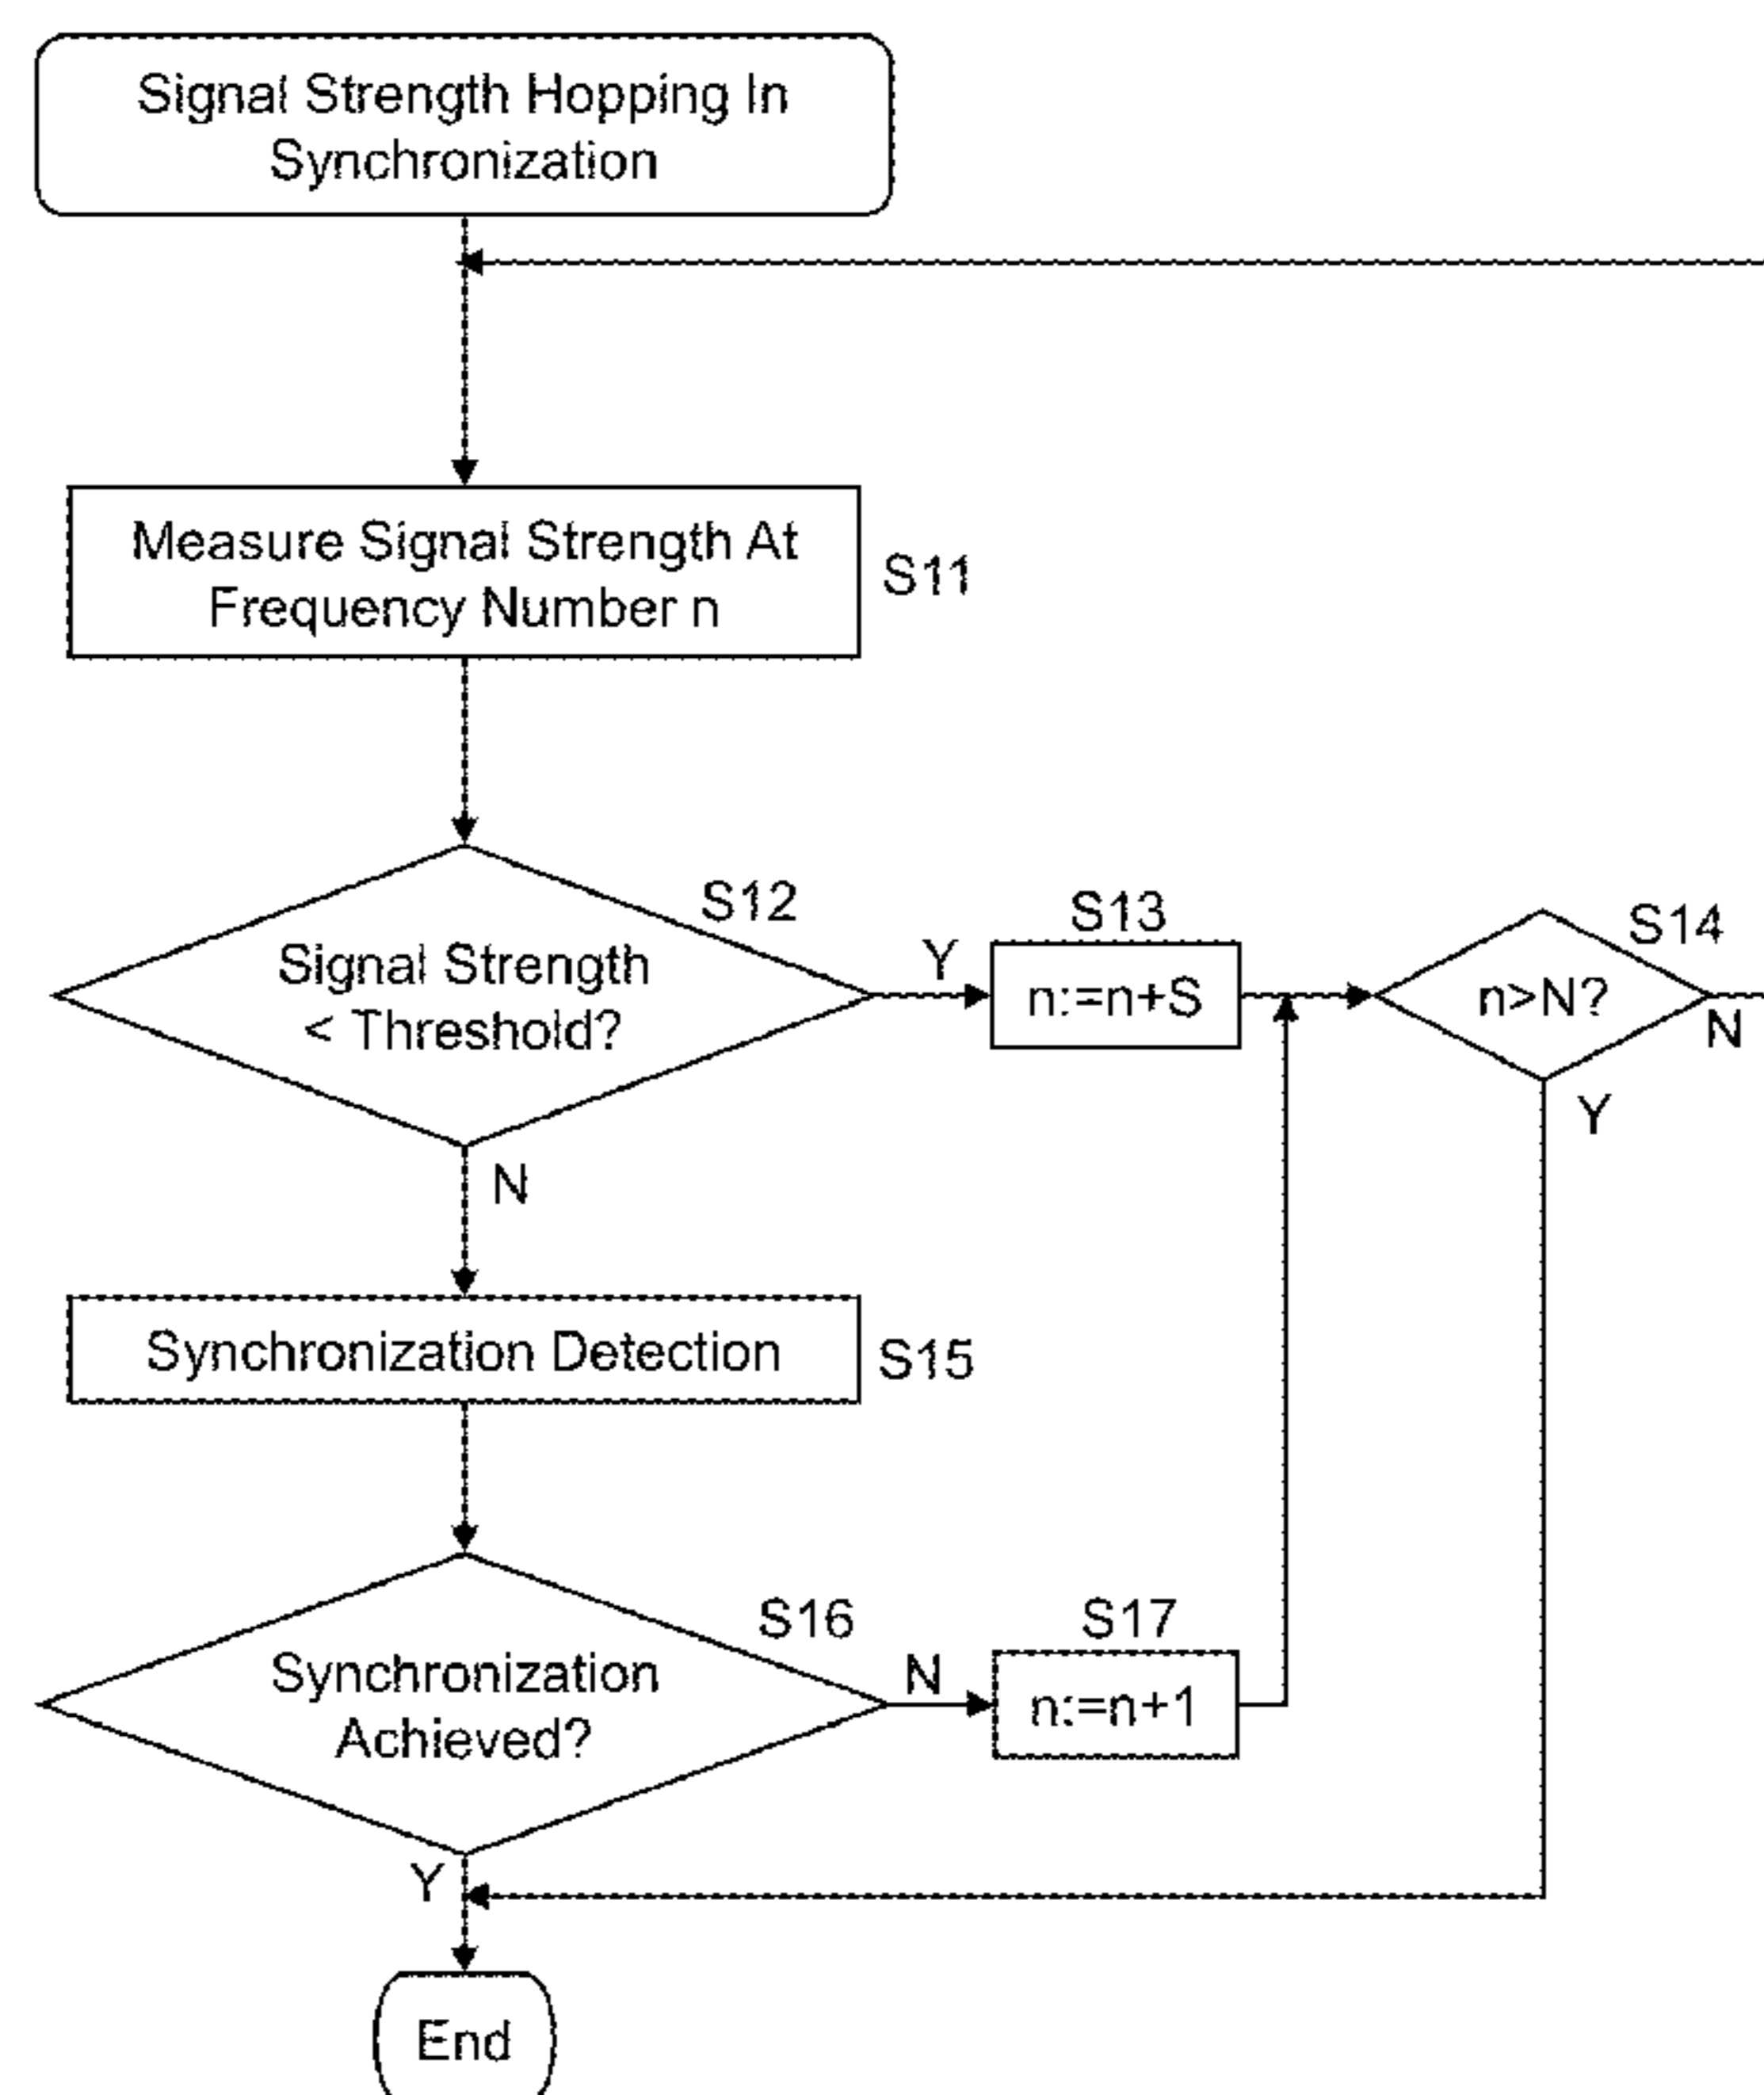 Signal Strength Hopping In
Synchronization
Measure Signal Strength At
Frequency Number n
S11
S12
Signal Strength
< Threshold?
Y
N
S13
n:=n+S
S14
n>N?
N
Y
Synchronization Detection
S15
S16
Synchronization
Achieved?
N
Y
S17
n:=n+1
End